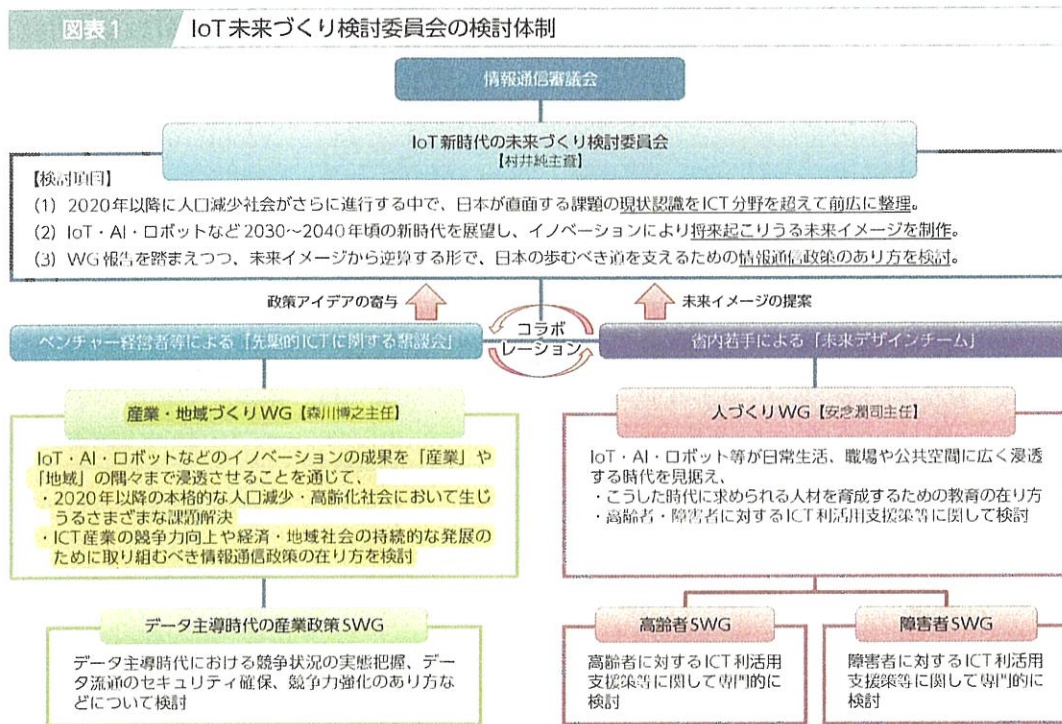 図表1 IoT未来づくり検討委員会の検討体制
情報通信審議会
IoT新時代の未来づくり検討委員会
【村井純主査】
【検討項目】
(1) 2020年以降に人口減少社会がさらに進行する中で、日本が直面する課題の現状認識をICT分野を超えて前広に整理。
(2) IoT・AI・ロボットなど2030~2040年頃の新時代を展望し、イノベーションにより将来起こりうる未来イメージを制作。
(3) WG報告を踏まえつつ、未来イメージから逆算する形で、日本の歩むべき道を支えるための情報通信政策のあり方を検討。
政策アイデアの寄与
未来イメージの提案
ベンチャー経営者等による「先駆的ICTに関する懇談会」
コラボ
レーション
省内若手による「未来デザインチーム」
産業・地域づくりWG【森川博之主任】
IoT・AI・ロボットなどのイノベーションの成果を「産業」や
「地域」の隅々まで浸透させることを通じて、
・2020年以降の本格的な人口減少・高齢化社会において生じ
うるさまざまな課題解決
・ICT産業の競争力向上や経済・地域社会の持続的な発展の
ために取り組むべき情報通信政策の在り方を検討
人づくりWG【安念潤司主任】
IoT・AI・ロボット等が日常生活、職場や公共空間に広く浸透
する時代を見据え、
・こうした時代に求められる人材を育成するための教育の在り方
・高齢者・障害者に対するICT利活用支援策等に関して検討
データ主導時代の産業政策SWG
データ主導時代における競争状況の実態把握、デー
タ流通のセキュリティ確保、競争力強化のあり方な
どについて検討
高齢者SWG
高齢者に対するICT利活用
支援策等に関して専門的に
検討
障害者SWG
障害者に対するICT利活用
支援策等に関して専門的に
検討